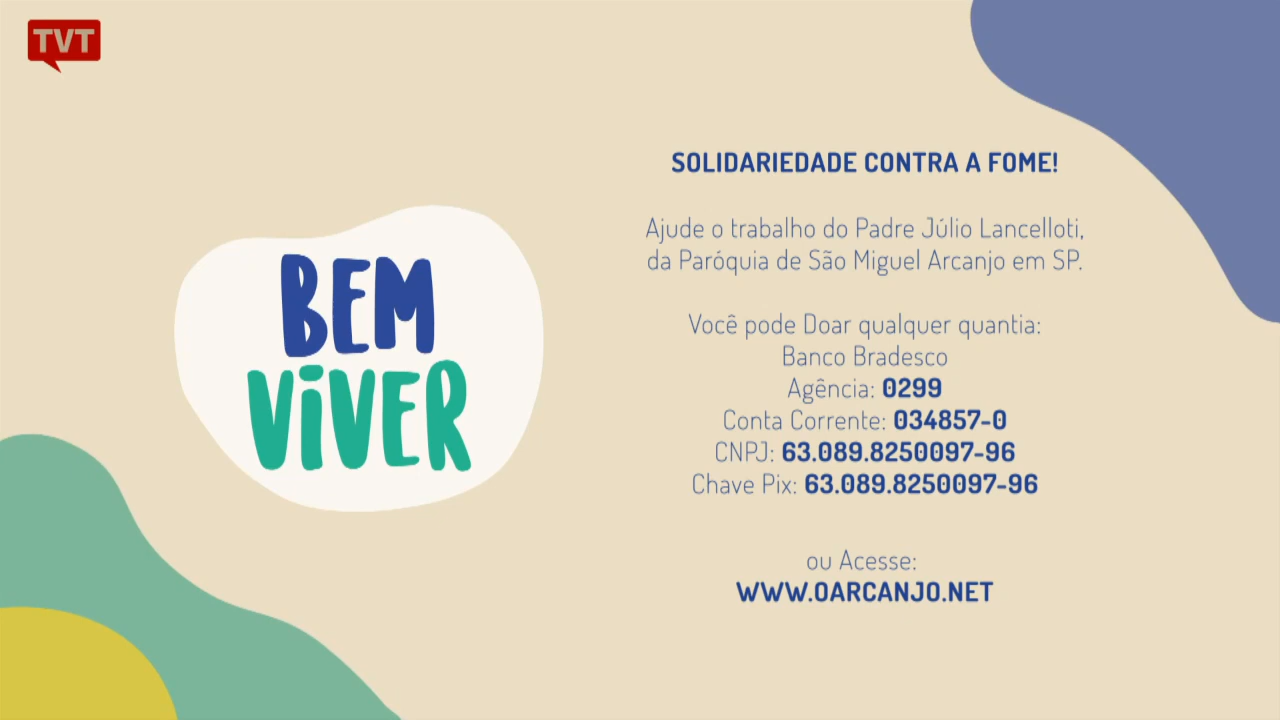 TVT
BEM
VIVER
SOLIDARIEDADE CONTRA A FOME!
Ajude o trabalho do Padre Júlio Lancelloti,
da Paróquia de São Miguel Arcanjo em SP.
Você pode Doar qualquer quantia:
Banco Bradesco
Agência: 0299
Conta Corrente: 034857-0
CNPJ: 63.089.8250097-96
Chave Pix: 63.089.8250097-96
ou Acesse:
WWW.OARCANJO.NET